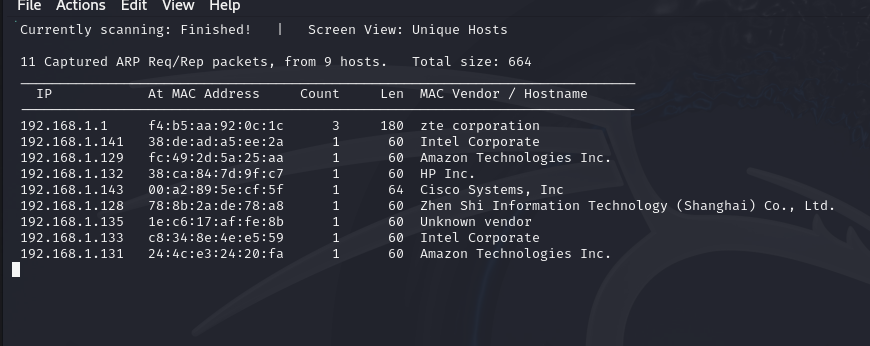 File Actions Edit View Help
Currently scanning: Finished! | Screen View: Unique Hosts
11 Captured ARP Req/Rep packets, from 9 hosts. Total size: 664
IP At MAC Address Count Len MAC Vendor / Hostname
192.168.1.1 f4:b5:aa:92:0c:1c 3 180 zte corporation
192.168.1.141 38:de:ad:a5:ee:2a 1 60 Intel Corporate
192.168.1.129 fc:49:2d:5a:25:aa 1 60 Amazon Technologies Inc.
192.168.1.132 38:ca:84:7d:9f:c7 1 60 HP Inc.
192.168.1.143 00:a2:89:5e:cf:5f 1 64 Cisco Systems, Inc
192.168.1.128 78:8b:2a:de:78:a8 1 60 Zhen Shi Information Technology (Shanghai) Co., Ltd.
192.168.1.135 1e:c6:17:af:fe:8b 1 60 Unknown vendor
192.168.1.133 c8:34:8e:4e:e5:59 1 60 Intel Corporate
192.168.1.131 24:4c:e3:24:20:fa 1 60 Amazon Technologies Inc.